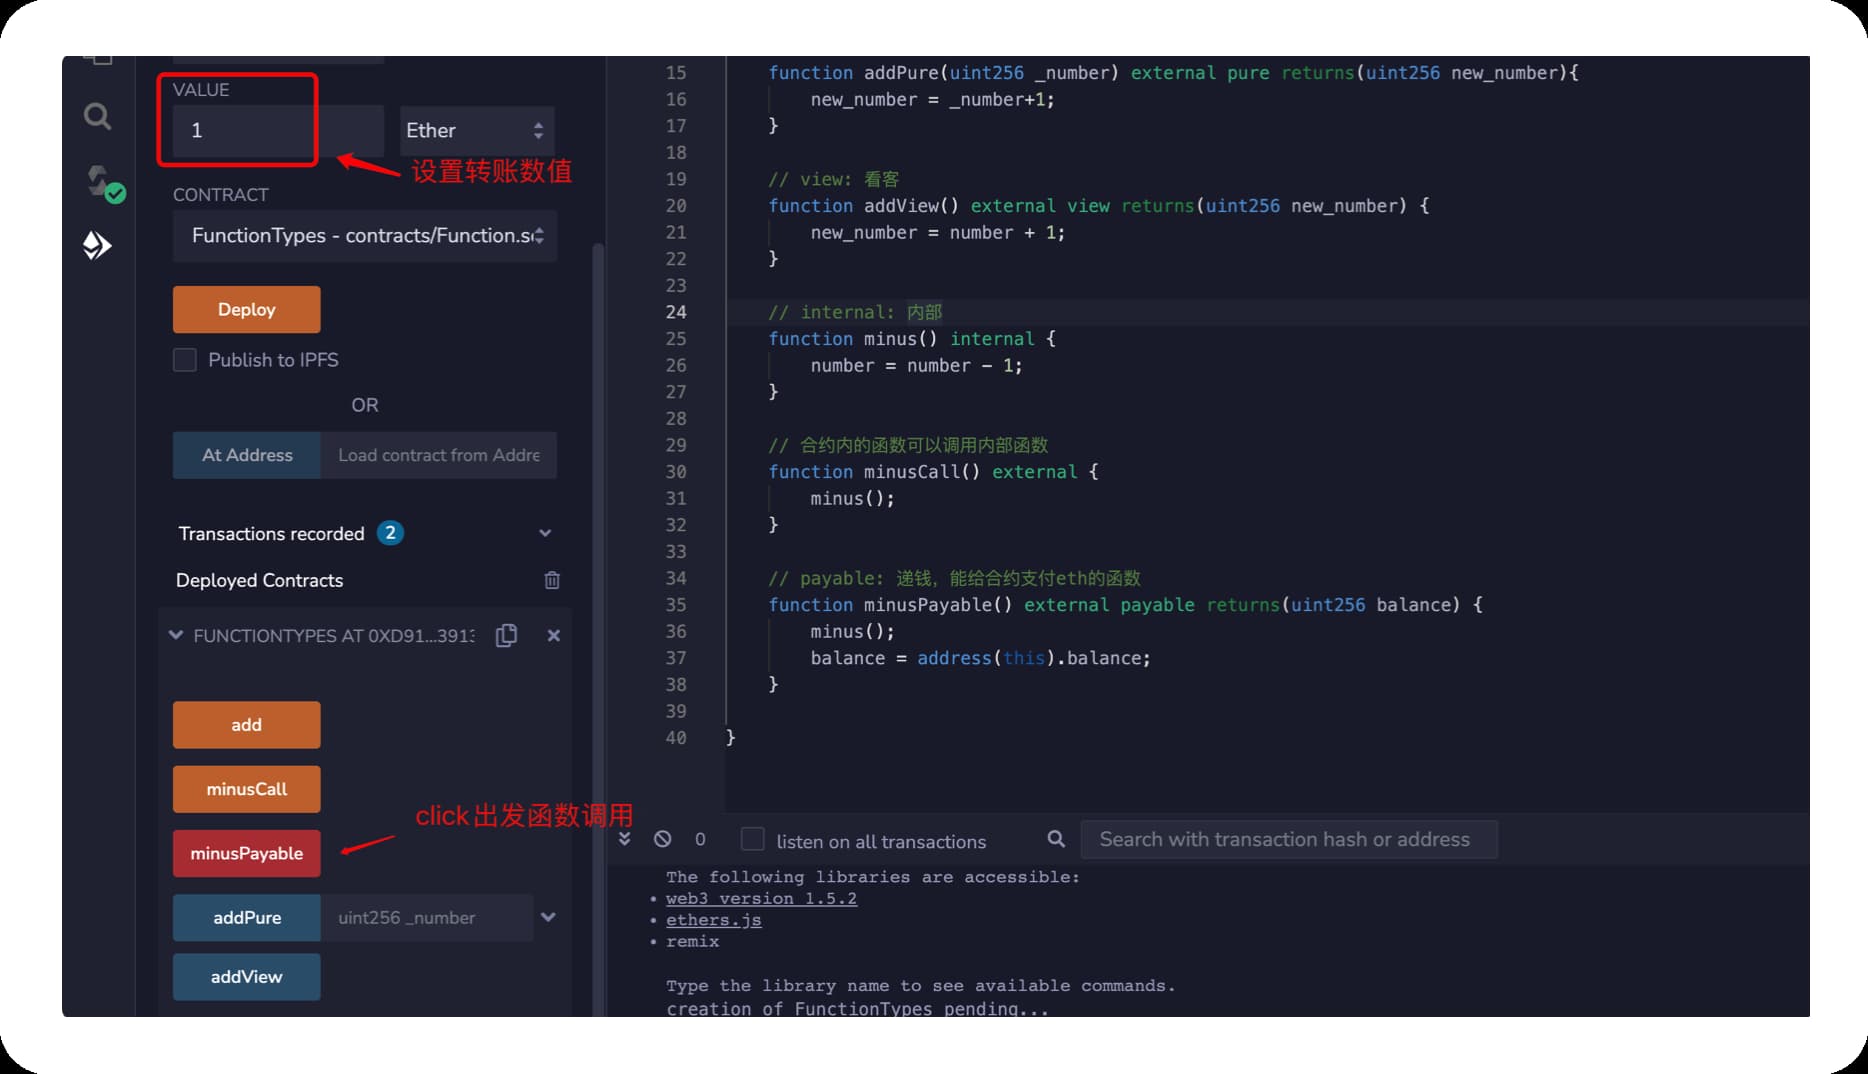 VALUE
1
Ether
设置转账数值
CONTRACT
FunctionTypes - contracts/Function.s
Deploy
Publish to IPFS
OR
At Address
Load contract from Addre
Transactions recorded 2
Deployed Contracts
FUNCTIONTYPES AT 0XD91...3913
add
minusCall
click出发函数调用
minusPayable
addPure
uint256 _number
addView
15 function addPure(uint256 _number) external pure returns(uint256 new_number){
16 new_number = _number+1;
17 }
18
19 // view: 看客
20 function addView() external view returns(uint256 new_number) {
21 new_number = number + 1;
22 }
23
24 // internal: 内部
25 function minus() internal {
26 number = number - 1;
27 }
28
29 // 合约内的函数可以调用内部函数
30 function minusCall() external {
31 minus();
32 }
33
34 // payable: 递钱，能给合约支付eth的函数
35 function minusPayable() external payable returns(uint256 balance) {
36 minus();
37 balance = address(this).balance;
38 }
39
40 }
0
listen on all transactions
Search with transaction hash or address
The following libraries are accessible:
• web3 version 1.5.2
• ethers.js
• remix
Type the library name to see available commands.
creation of FunctionTypes pending...